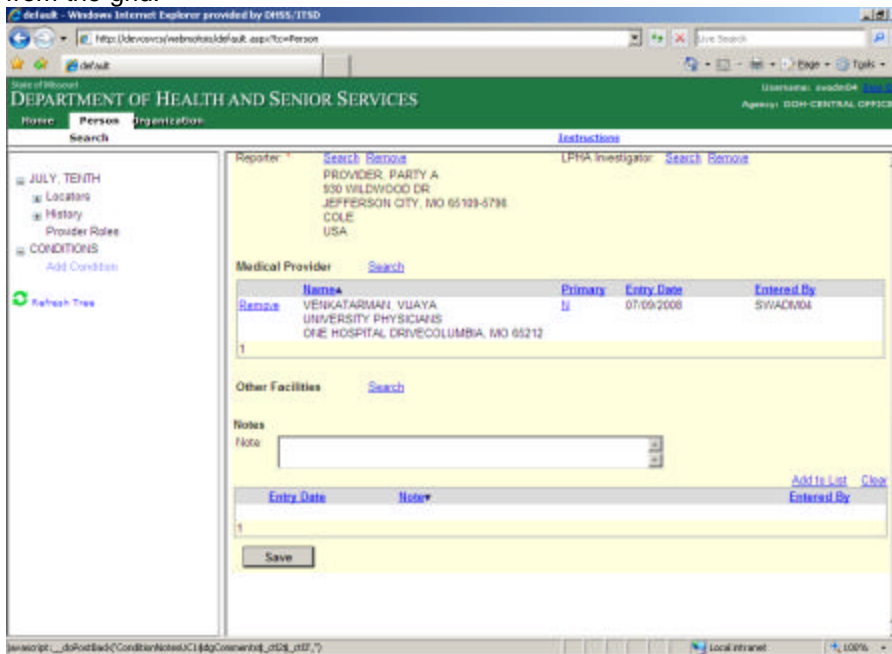 from the grid.
default - Windows Internet Explorer provided by DHSS/ITSD
http://devosvcs/webmohsis/default.aspx?tc=Person
Live Search
default
Page Tools
State of Missouri
DEPARTMENT OF HEALTH AND SENIOR SERVICES
Username: swadm04
Agency: DOH-CENTRAL OFFICE
Home Person Organization
Search Instructions
Reporter: * Search Remove LPHA Investigator: Search Remove
PROVIDER, PARTY A
930 WILDWOOD DR
JEFFERSON CITY, MO 65109-5796
COLE
USA
JULY, TENTH
Locators
History
Provider Roles
CONDITIONS
Add Condition
Refresh Tree
Medical Provider Search
Name Primary Entry Date Entered By
Remove VENKATARMAN, VIJAYA N 07/09/2008 SWADM04
UNIVERSITY PHYSICIANS
ONE HOSPITAL DRIVECOLUMBIA, MO 65212
1
Other Facilities Search
Notes
Note
Add to List Clear
Entry Date Note Entered By
1
Save
Local intranet 100%